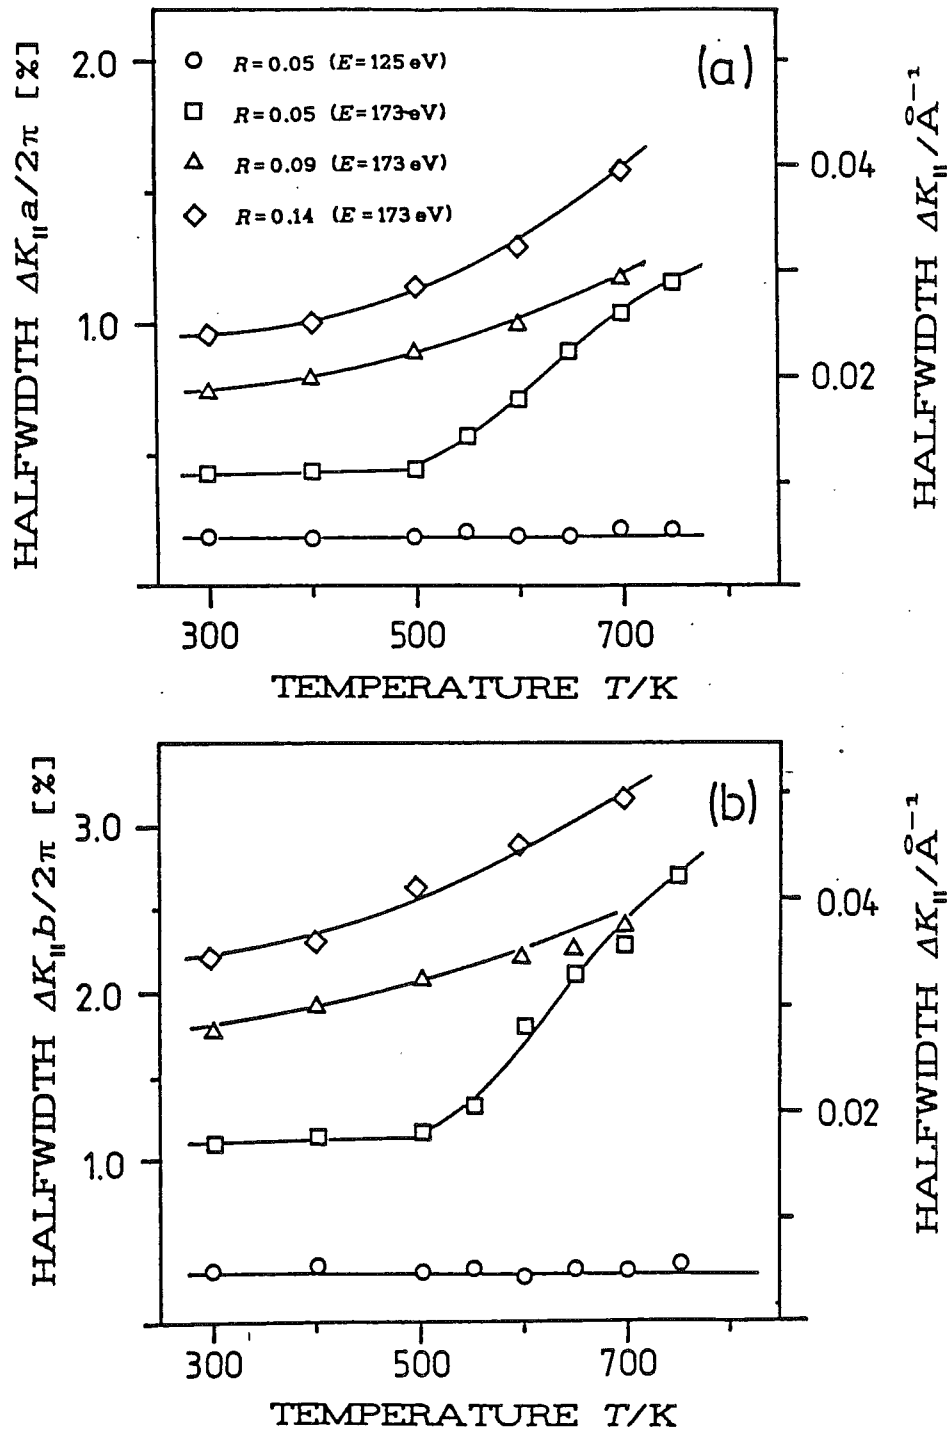 HALFWIDTH ΔK∥a/2π [%]
2.0
1.0
(a)
R=0.05 (E=125 eV)
R=0.05 (E=173 eV)
R=0.09 (E=173 eV)
R=0.14 (E=173 eV)
0.04
0.02
HALFWIDTH ΔK∥/Å⁻¹
300 500 700
TEMPERATURE T/K
HALFWIDTH ΔK∥b/2π [%]
3.0
2.0
1.0
(b)
0.04
0.02
HALFWIDTH ΔK∥/Å⁻¹
300 500 700
TEMPERATURE T/K